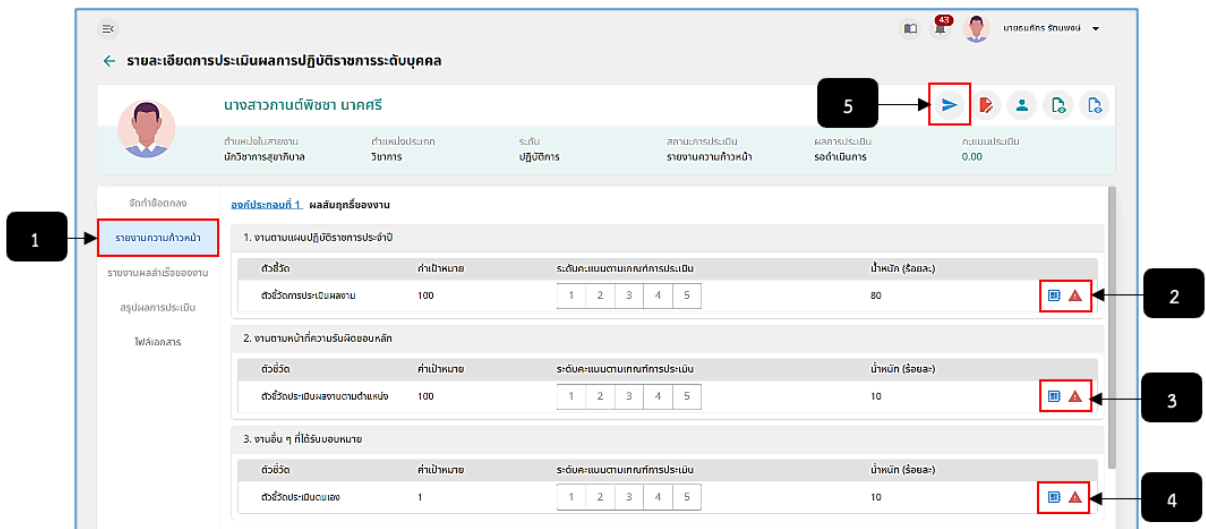 43
นายธนภัทร รัตนพงษ์
รายละเอียดการประเมินผลการปฏิบัติราชการระดับบุคคล
นางสาวกานต์พิชชา นาคศรี
5
ตำแหน่งในสายงาน ตำแหน่งประเภท ระดับ สถานะการประเมิน ผลการประเมิน คะแนนประเมิน
นักวิชาการสุขาภิบาล วิชาการ ปฏิบัติการ รายงานความก้าวหน้า รอดำเนินการ 0.00
จัดทำข้อตกลง
องค์ประกอบที่ 1 ผลสัมฤทธิ์ของงาน
1
รายงานความก้าวหน้า
1. งานตามแผนปฏิบัติราชการประจำปี
รายงานผลสำเร็จของงาน
ตัวชี้วัด ค่าเป้าหมาย ระดับคะแนนตามเกณฑ์การประเมิน น้ำหนัก (ร้อยละ)
ตัวชี้วัดการประเมินผลงาน 100 1 2 3 4 5 80
2
สรุปผลการประเมิน
ไฟล์เอกสาร
2. งานตามหน้าที่ความรับผิดชอบหลัก
ตัวชี้วัด ค่าเป้าหมาย ระดับคะแนนตามเกณฑ์การประเมิน น้ำหนัก (ร้อยละ)
ตัวชี้วัดประเมินผลงานตามตำแหน่ง 100 1 2 3 4 5 10
3
3. งานอื่น ๆ ที่ได้รับมอบหมาย
ตัวชี้วัด ค่าเป้าหมาย ระดับคะแนนตามเกณฑ์การประเมิน น้ำหนัก (ร้อยละ)
ตัวชี้วัดประเมินตนเอง 1 1 2 3 4 5 10
4